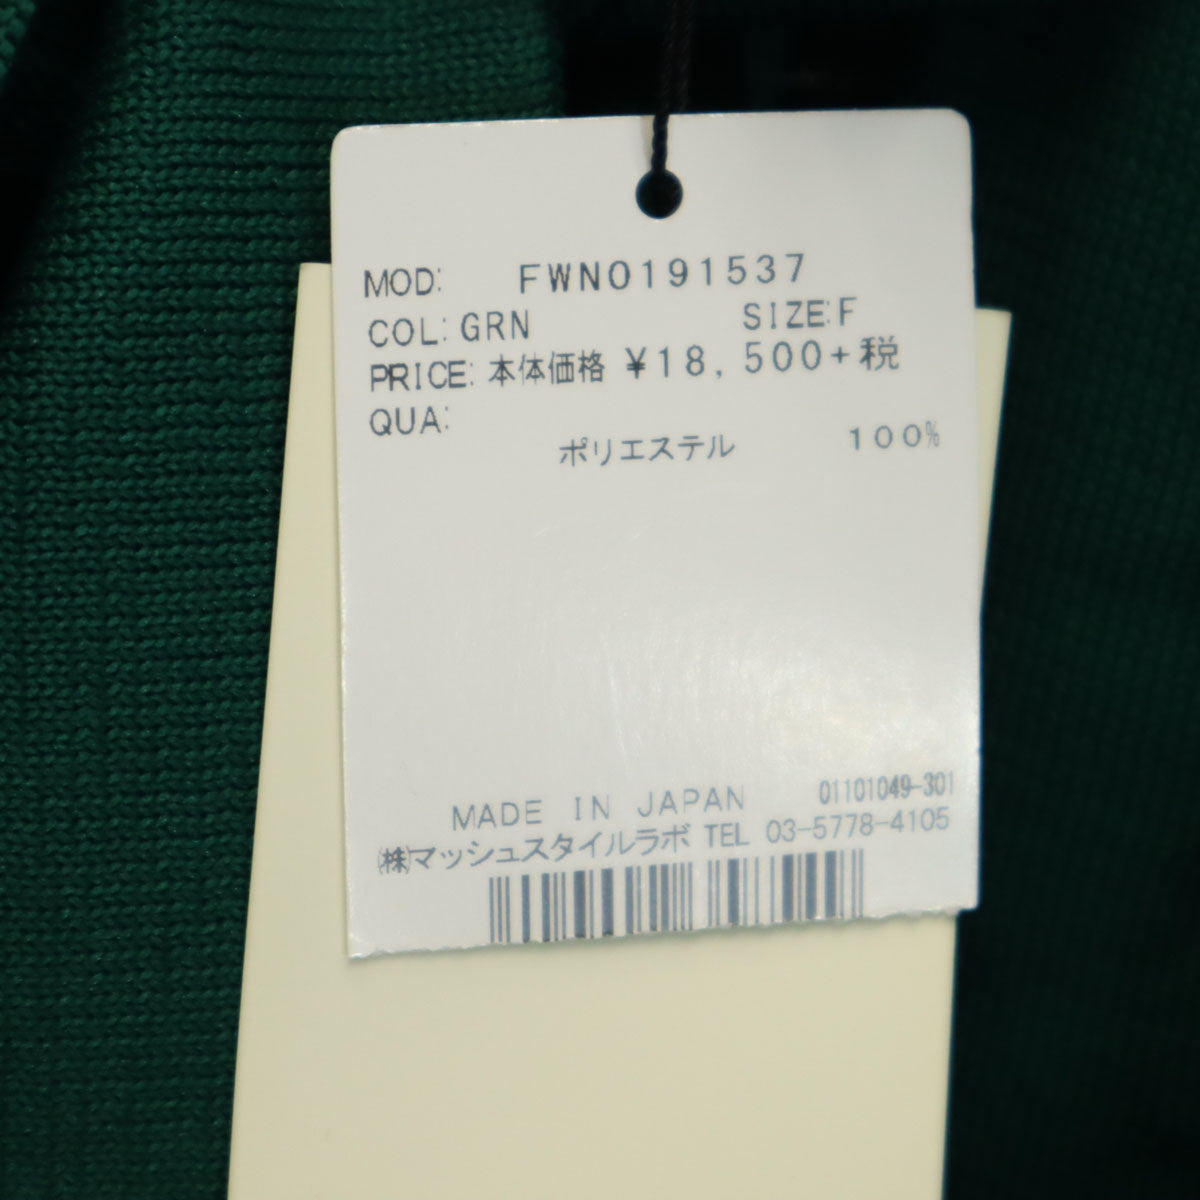 MOD: FWN0191537
COL:GRN SIZE:F
PRICE:本体価格 ¥18,500+税
QUA:
ポリエステル 100%
MADE IN JAPAN 01101049-301
㈱マッシュスタイルラボ TEL 03-5778-4105